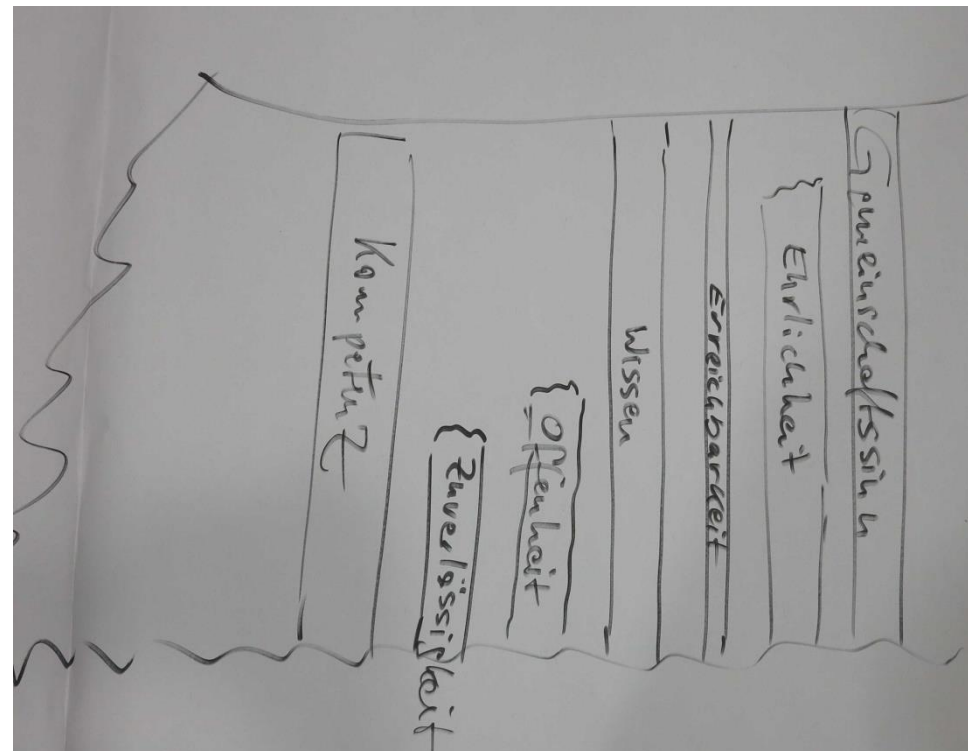 Gemeinschaftssinn
Ehrlichkeit
Erreichbarkeit
Wissen
Offenheit
Zuverlässigkeit
Kompetenz